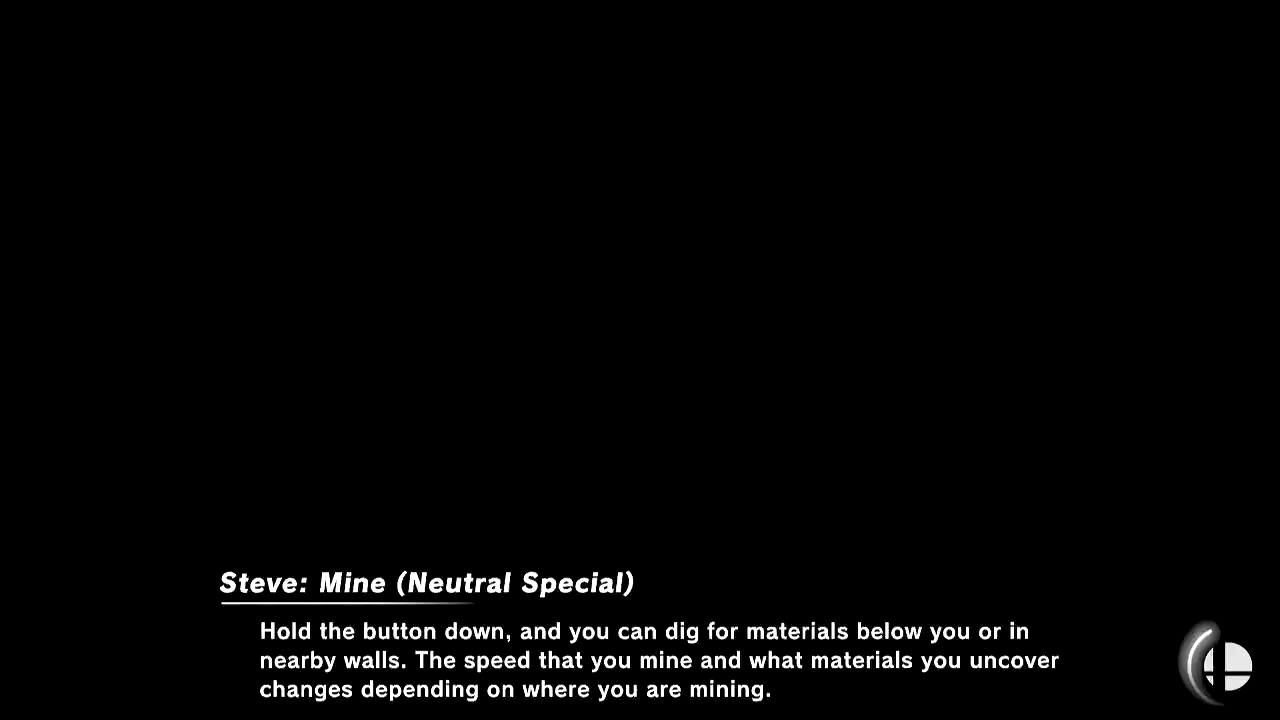 Steve: Mine (Neutral Special)
Hold the button down, and you can dig for materials below you or in
nearby walls. The speed that you mine and what materials you uncover
changes depending on where you are mining.